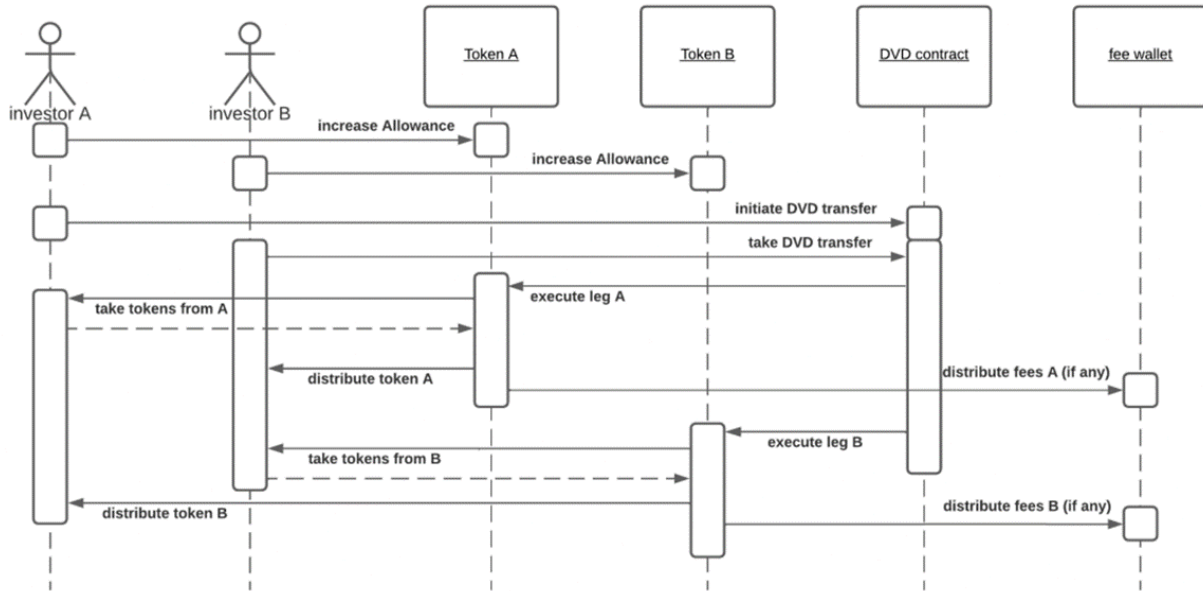 Token A
Token B
DVD contract
fee wallet
investor A
investor B
increase Allowance
increase Allowance
initiate DVD transfer
take DVD transfer
execute leg A
take tokens from A
distribute token A
distribute fees A (if any)
execute leg B
take tokens from B
distribute token B
distribute fees B (if any)